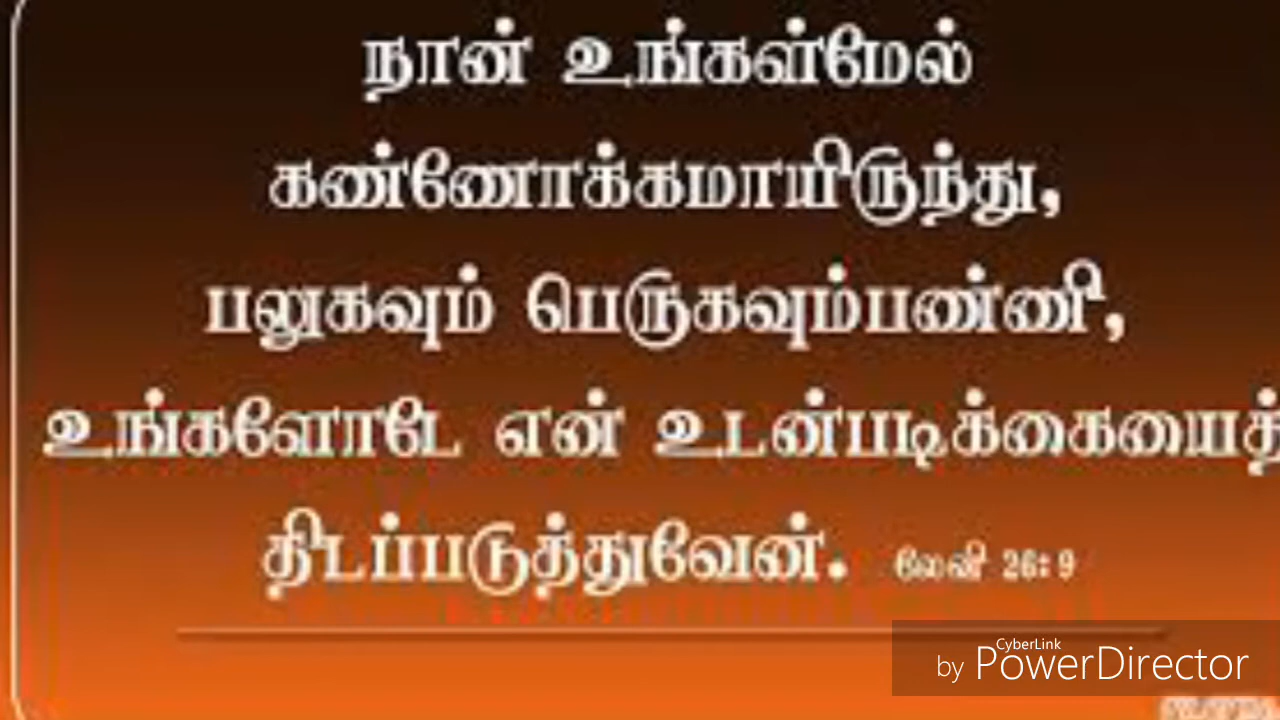 நான் உங்கள்மேல்
கண்ணோக்கமாயிருந்து,
பலுகவும் பெருகவும்பண்ணி,
உங்களோடே என் உடன்படிக்கையைத்
திடப்படுத்துவேன். லேவி 26:9
CyberLink
by PowerDirector